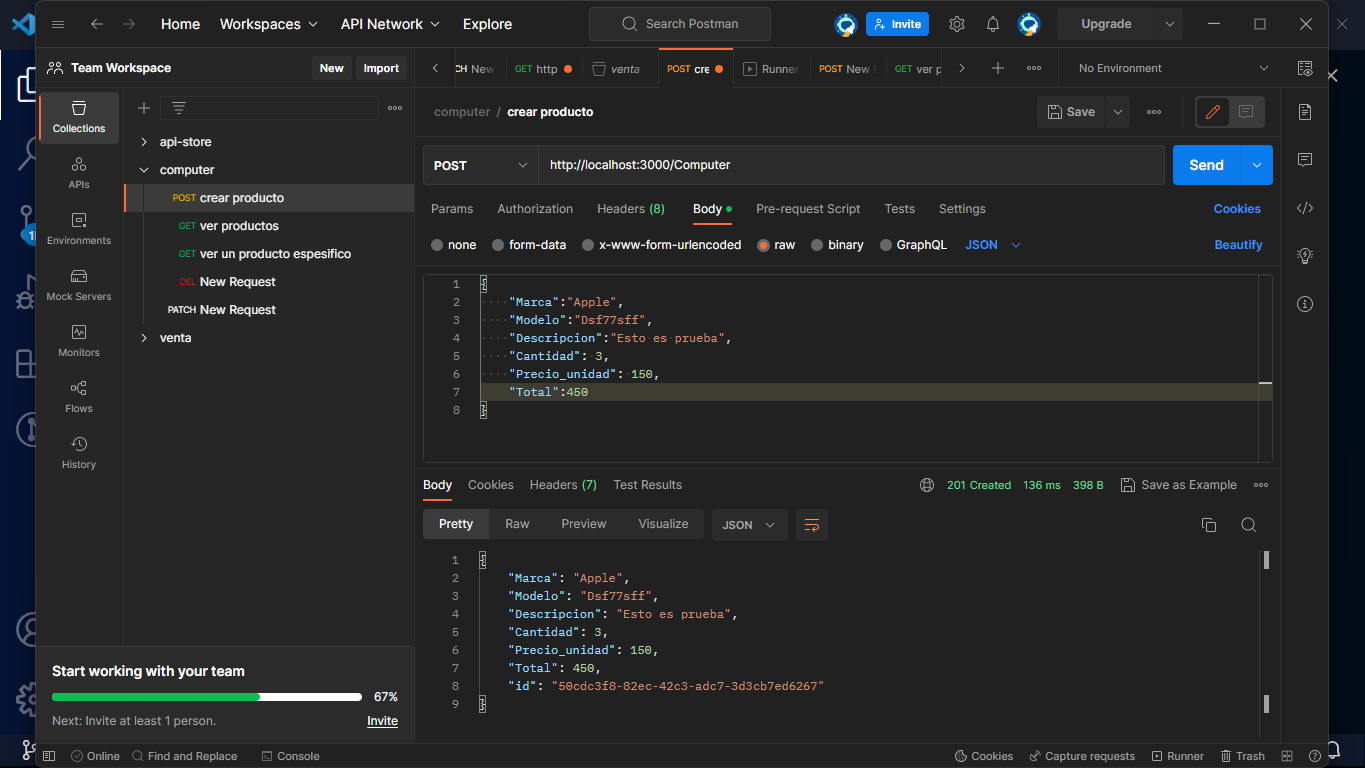 Home Workspaces API Network Explore Search Postman Invite Upgrade
Team Workspace New Import
CH New GET http venta POST cre Runner POST New GET ver p No Environment
Collections
APIs
Environments
Mock Servers
Monitors
Flows
History
api-store
computer
POST crear producto
GET ver productos
GET ver un producto espesifico
DEL New Request
PATCH New Request
venta
computer / crear producto Save
POST http://localhost:3000/Computer Send
Params Authorization Headers (8) Body Pre-request Script Tests Settings Cookies
none form-data x-www-form-urlencoded raw binary GraphQL JSON Beautify
1 {
2 "Marca":"Apple",
3 "Modelo":"Dsf77sff",
4 "Descripcion":"Esto es prueba",
5 "Cantidad": 3,
6 "Precio_unidad": 150,
7 "Total":450
8 }
Body Cookies Headers (7) Test Results 201 Created 136 ms 398 B Save as Example
Pretty Raw Preview Visualize JSON
1 {
2 "Marca": "Apple",
3 "Modelo": "Dsf77sff",
4 "Descripcion": "Esto es prueba",
5 "Cantidad": 3,
6 "Precio_unidad": 150,
7 "Total": 450,
8 "id": "50cdc3f8-82ec-42c3-adc7-3d3cb7ed6267"
9 }
Start working with your team
67%
Next: Invite at least 1 person. Invite
Online Find and Replace Console Cookies Capture requests Runner Trash